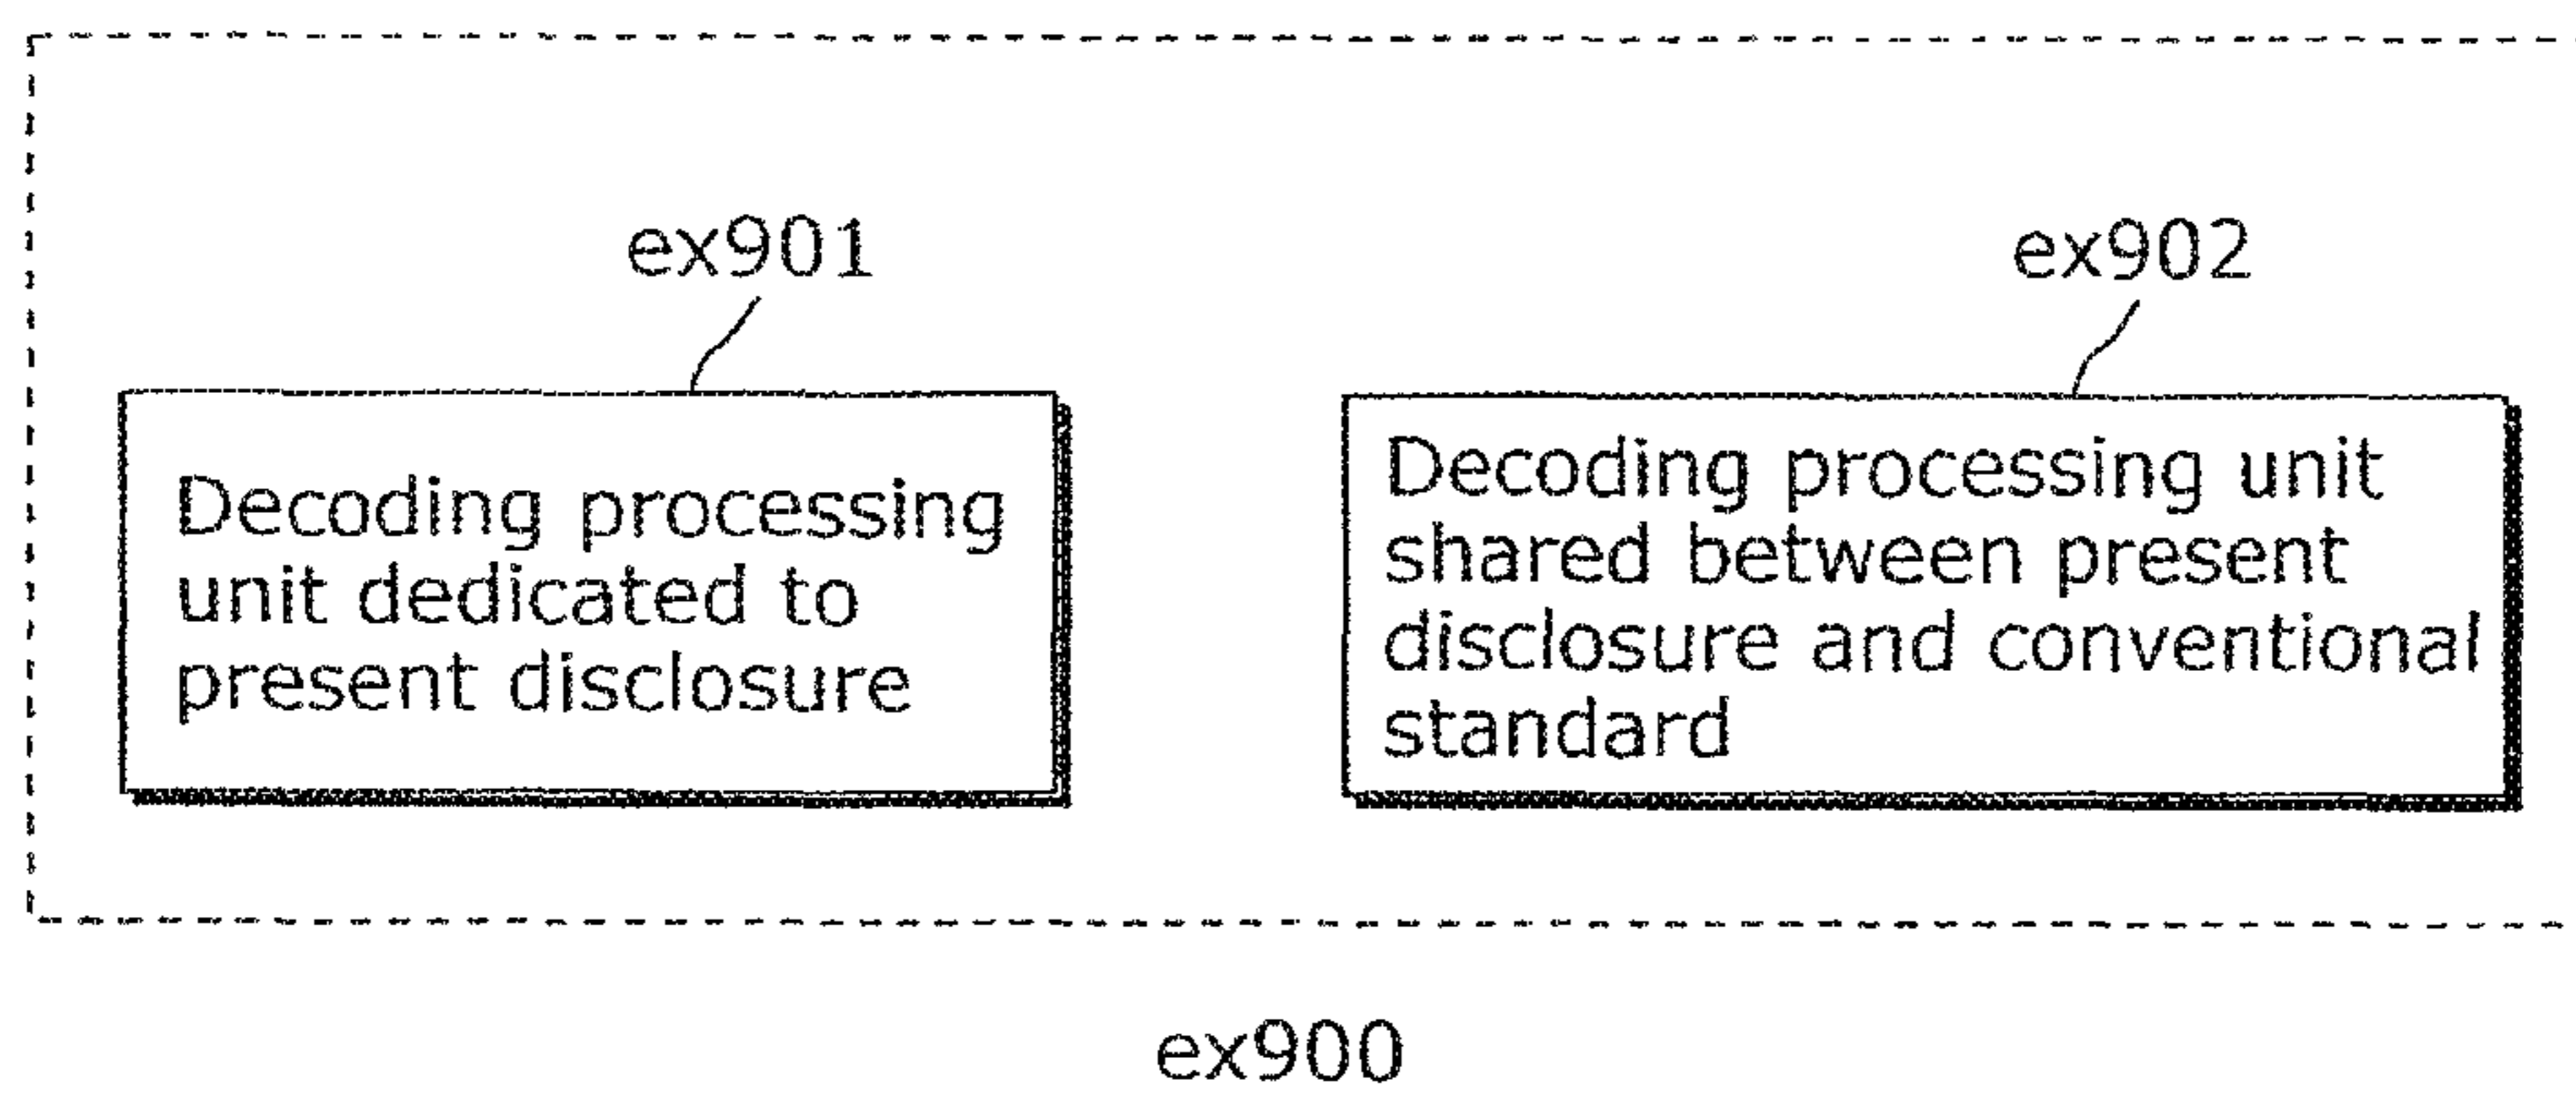 ex901
ex902
Decoding processing
unit dedicated to
present disclosure
Decoding processing unit
shared between present
disclosure and conventional
standard
ex900